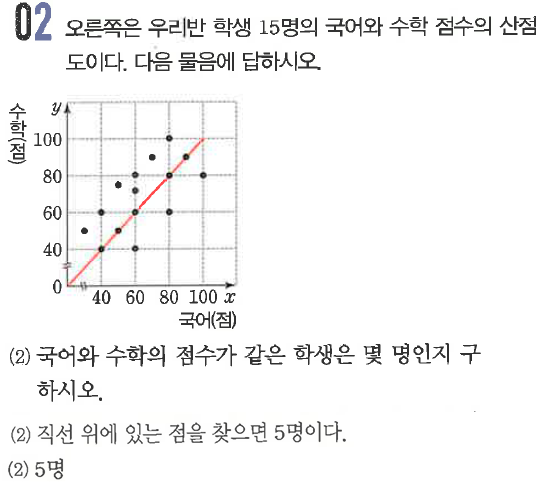 02 오른쪽은 우리반 학생 15명의 국어와 수학 점수의 산점
도이다. 다음 물음에 답하시오.
수학(점)
y
100
80
60
40
0
40 60 80 100 x
국어(점)
(2) 국어와 수학의 점수가 같은 학생은 몇 명인지 구
하시오.
(2) 직선 위에 있는 점을 찾으면 5명이다.
(2) 5명